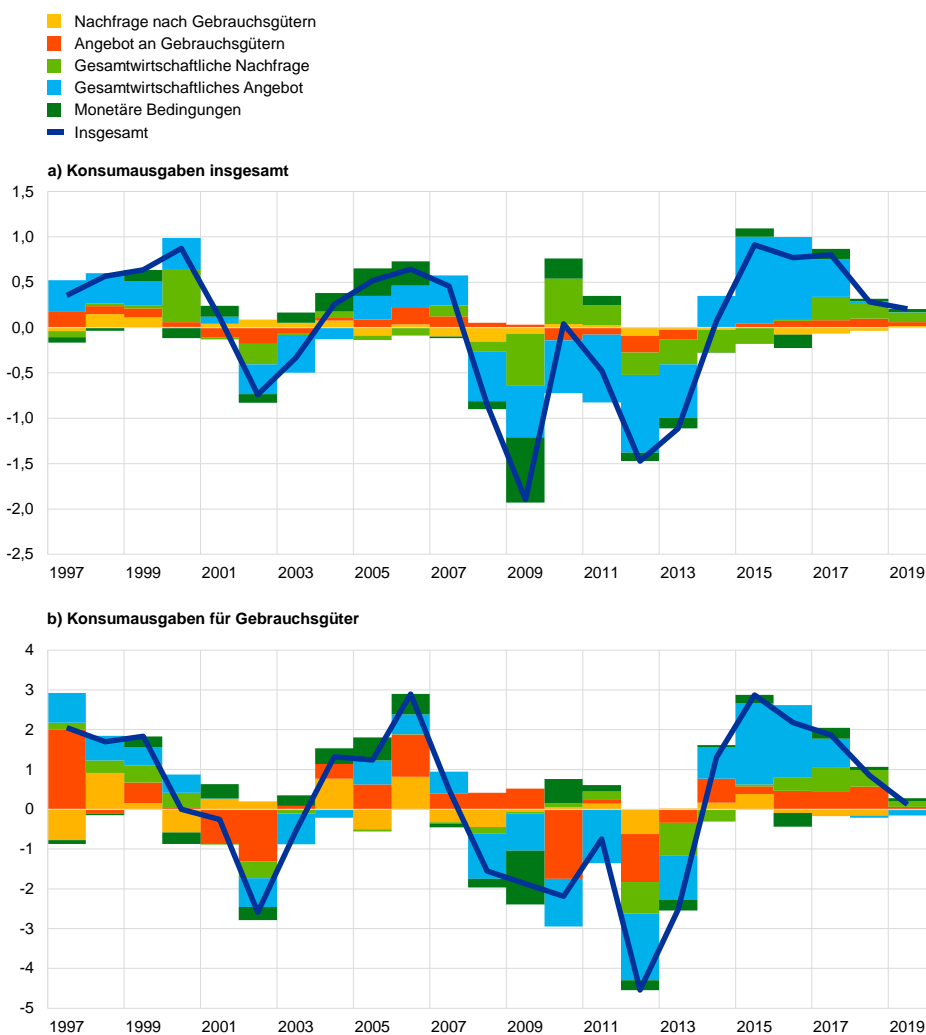 Nachfrage nach Gebrauchsgütern
Angebot an Gebrauchsgütern
Gesamtwirtschaftliche Nachfrage
Gesamtwirtschaftliches Angebot
Monetäre Bedingungen
Insgesamt
a) Konsumausgaben insgesamt
1,5
1,0
0,5
0,0
-0,5
-1,0
-1,5
-2,0
-2,5
1997 1999 2001 2003 2005 2007 2009 2011 2013 2015 2017 2019
b) Konsumausgaben für Gebrauchsgüter
4
3
2
1
0
-1
-2
-3
-4
-5
1997 1999 2001 2003 2005 2007 2009 2011 2013 2015 2017 2019